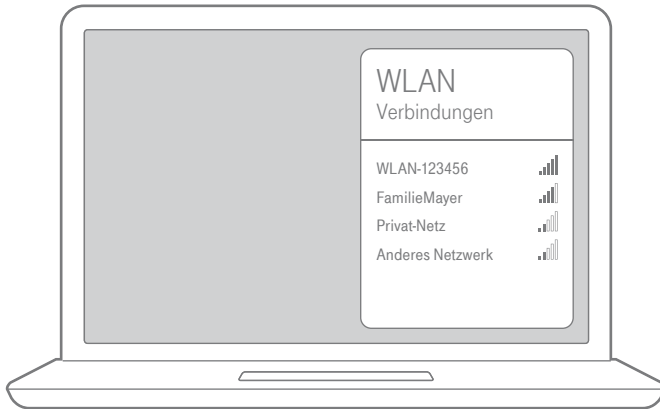 WLAN
Verbindungen
WLAN-123456
FamilieMayer
Privat-Netz
Anderes Netzwerk